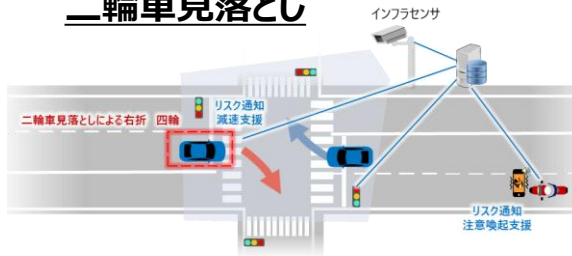 二輪車見落とし
インフラセンサ
リスク通知
減速支援
二輪車見落としによる右折 四輪
リスク通知
注意喚起支援